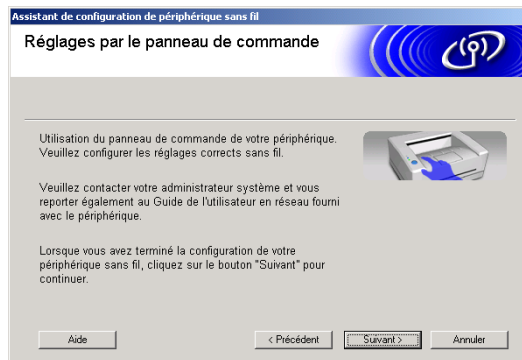 Assistant de configuration de périphérique sans fil
Réglages par le panneau de commande
Utilisation du panneau de commande de votre périphérique.
Veuillez configurer les réglages corrects sans fil.
Veuillez contacter votre administrateur système et vous
reporter également au Guide de l'utilisateur en réseau fourni
avec le périphérique.
Lorsque vous avez terminé la configuration de votre
périphérique sans fil, cliquez sur le bouton "Suivant" pour
continuer.
Aide
< Précédent
Suivant >
Annuler